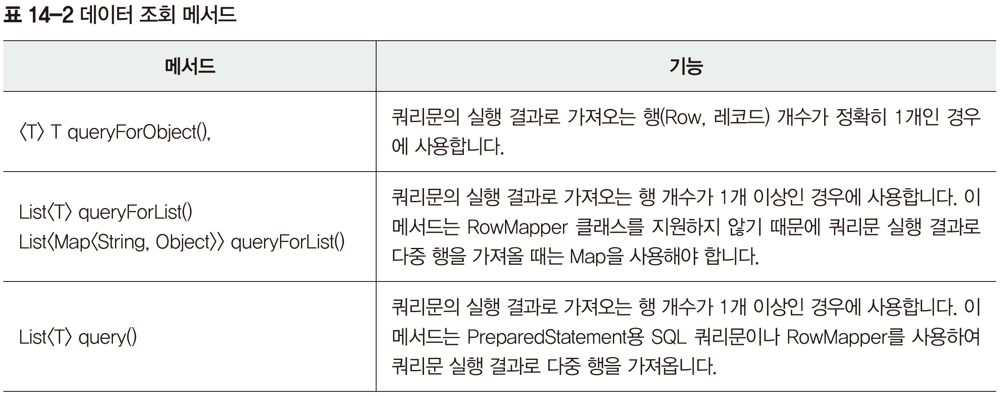 표 14-2 데이터 조회 메서드
메서드
기능
〈T〉 T queryForObject(),
쿼리문의 실행 결과로 가져오는 행(Row, 레코드) 개수가 정확히 1개인 경우
에 사용합니다.
List〈T〉 queryForList()
List〈Map〈String, Object〉〉 queryForList()
쿼리문의 실행 결과로 가져오는 행 개수가 1개 이상인 경우에 사용합니다. 이
메서드는 RowMapper 클래스를 지원하지 않기 때문에 쿼리문 실행 결과로
다중 행을 가져올 때는 Map을 사용해야 합니다.
List〈T〉 query()
쿼리문의 실행 결과로 가져오는 행 개수가 1개 이상인 경우에 사용합니다. 이
메서드는 PreparedStatement용 SQL 쿼리문이나 RowMapper를 사용하여
쿼리문 실행 결과로 다중 행을 가져옵니다.